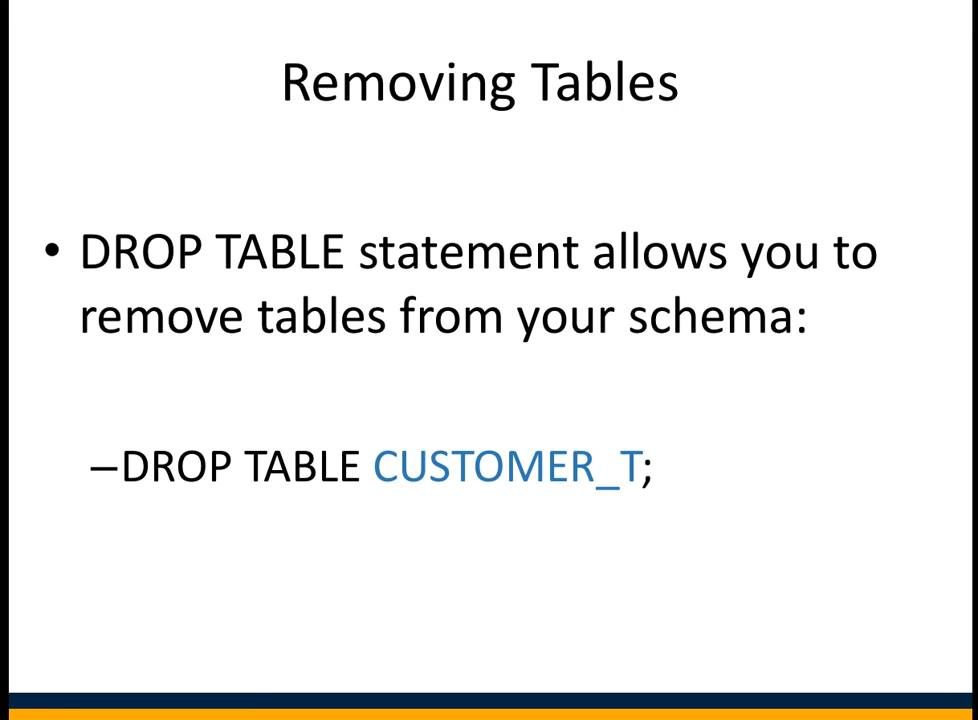 Removing Tables
• DROP TABLE statement allows you to
remove tables from your schema:
–DROP TABLE CUSTOMER_T;